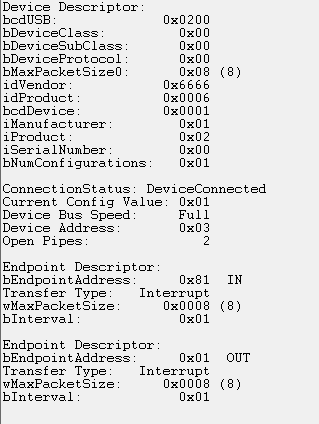 Device Descriptor:
bcdUSB: 0x0200
bDeviceClass: 0x00
bDeviceSubClass: 0x00
bDeviceProtocol: 0x00
bMaxPacketSize0: 0x08 (8)
idVendor: 0x6666
idProduct: 0x0006
bcdDevice: 0x0001
iManufacturer: 0x01
iProduct: 0x02
iSerialNumber: 0x00
bNumConfigurations: 0x01

ConnectionStatus: DeviceConnected
Current Config Value: 0x01
Device Bus Speed: Full
Device Address: 0x03
Open Pipes: 2

Endpoint Descriptor:
bEndpointAddress: 0x81 IN
Transfer Type: Interrupt
wMaxPacketSize: 0x0008 (8)
bInterval: 0x01

Endpoint Descriptor:
bEndpointAddress: 0x01 OUT
Transfer Type: Interrupt
wMaxPacketSize: 0x0008 (8)
bInterval: 0x01